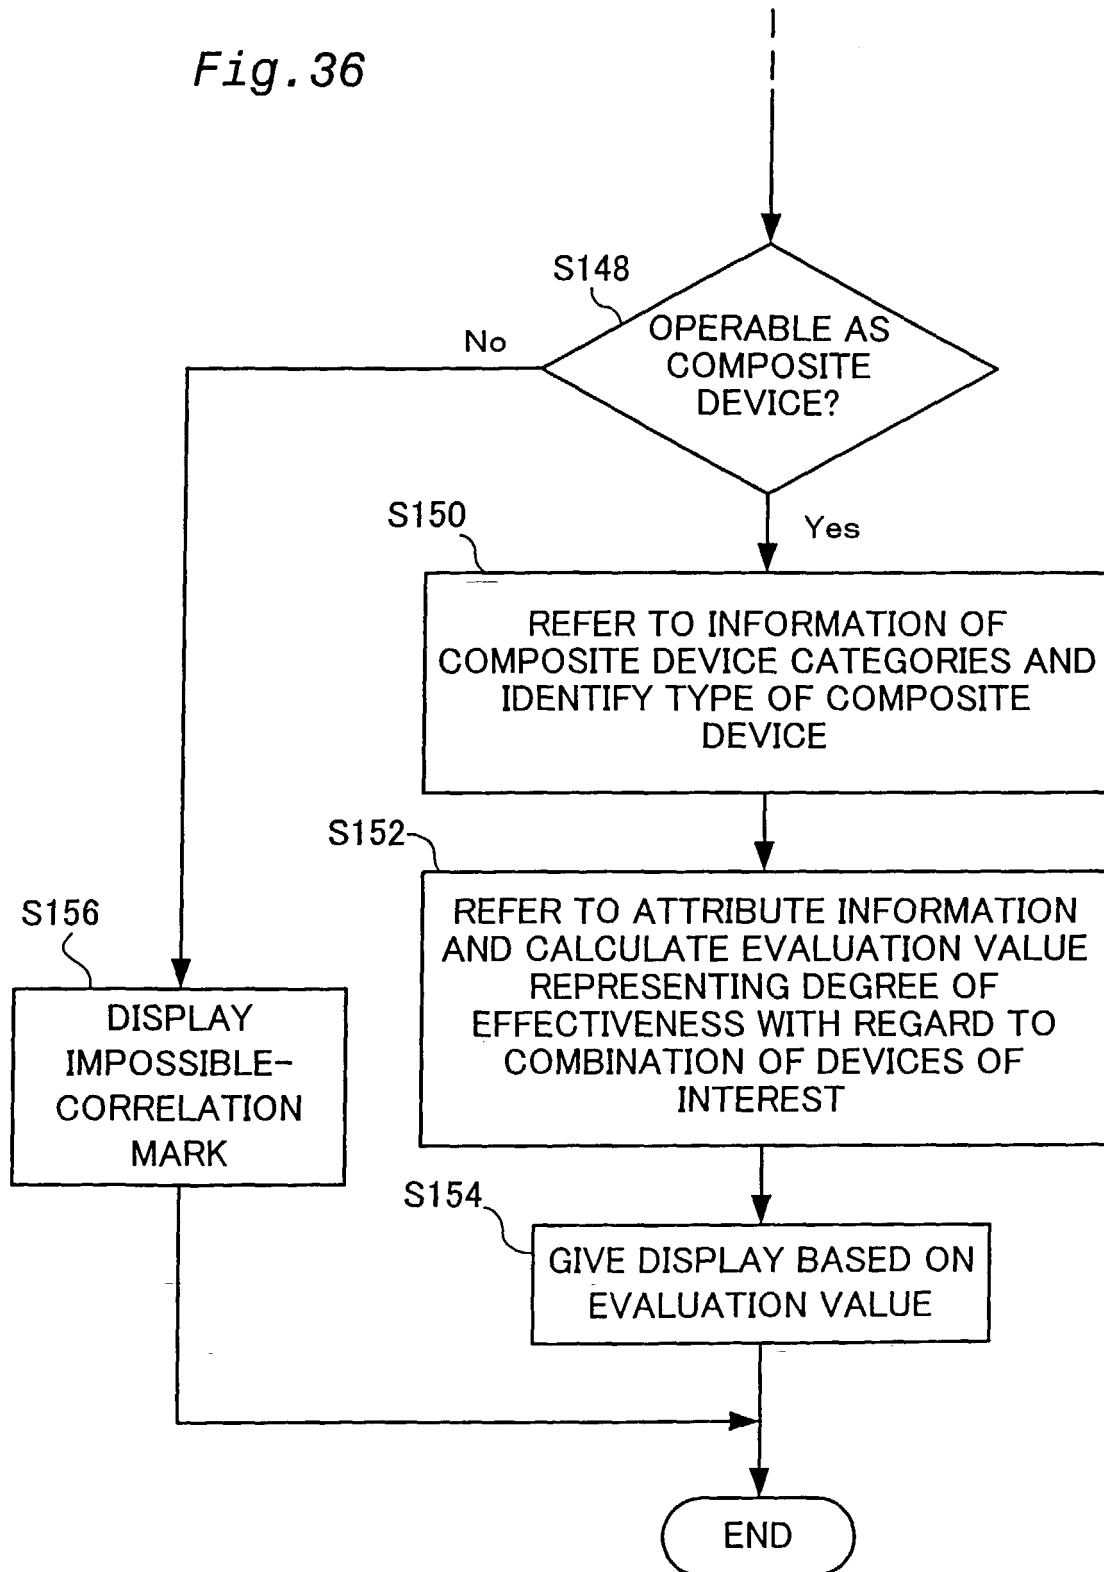 Fig.36
S148
OPERABLE AS
COMPOSITE
DEVICE?
No
Yes
S150
REFER TO INFORMATION OF
COMPOSITE DEVICE CATEGORIES AND
IDENTIFY TYPE OF COMPOSITE
DEVICE
S152
REFER TO ATTRIBUTE INFORMATION
AND CALCULATE EVALUATION VALUE
REPRESENTING DEGREE OF
EFFECTIVENESS WITH REGARD TO
COMBINATION OF DEVICES OF
INTEREST
S156
DISPLAY
IMPOSSIBLE-
CORRELATION
MARK
S154
GIVE DISPLAY BASED ON
EVALUATION VALUE
END